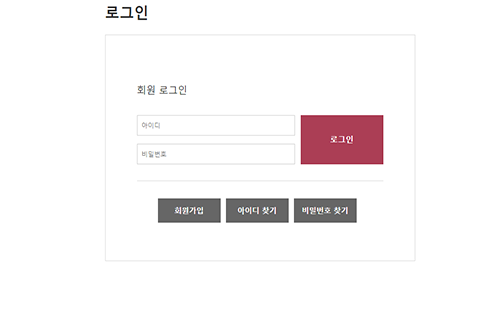 로그인
회원 로그인
아이디
로그인
비밀번호
회원가입 아이디 찾기 비밀번호 찾기